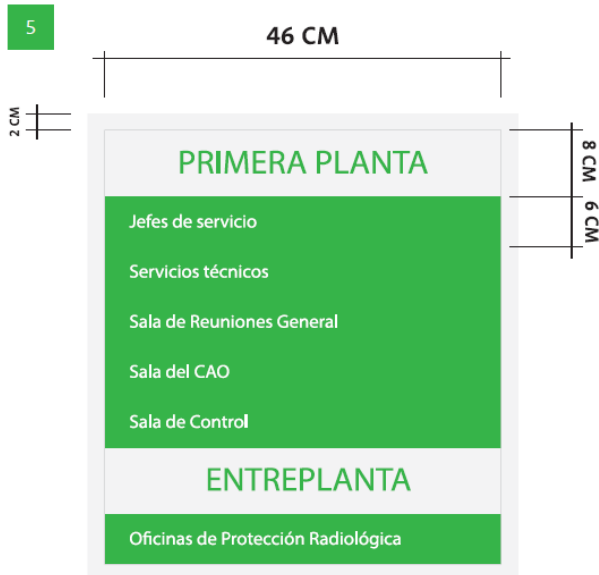 5
46 CM
2 CM
PRIMERA PLANTA
8 CM
Jefes de servicio
6 CM
Servicios técnicos
Sala de Reuniones General
Sala del CAO
Sala de Control
ENTREPLANTA
Oficinas de Protección Radiológica